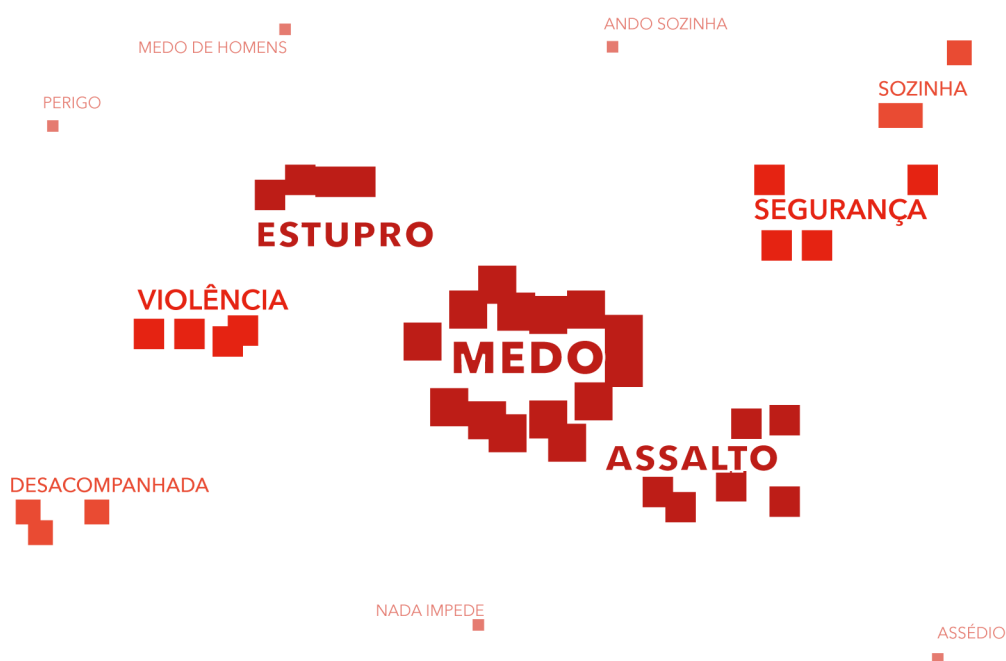 ANDO SOZINHA
MEDO DE HOMENS
SOZINHA
PERIGO
SEGURANÇA
ESTUPRO
VIOLÊNCIA
MEDO
ASSALTO
DESACOMPANHADA
NADA IMPEDE
ASSÉDIO